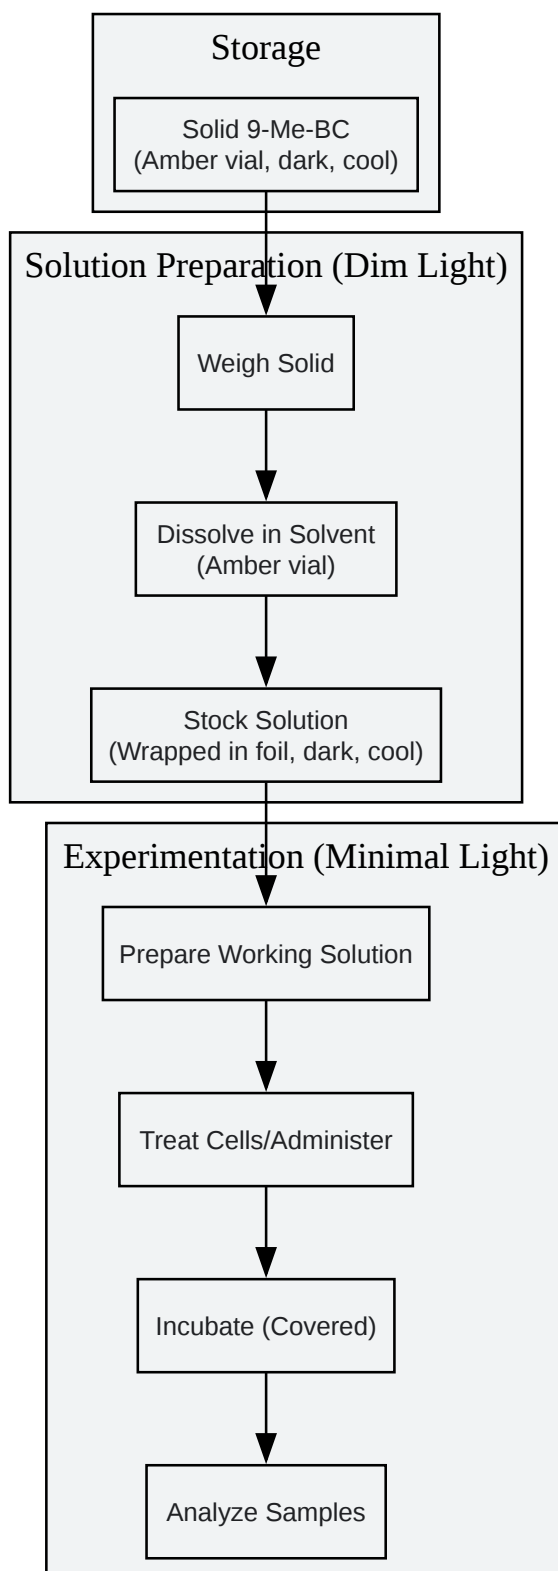 Storage
Solid 9-Me-BC
(Amber vial, dark, cool)
Solution Preparation (Dim Light)
Weigh Solid
Dissolve in Solvent
(Amber vial)
Stock Solution
(Wrapped in foil, dark, cool)
Experimentation (Minimal Light)
Prepare Working Solution
Treat Cells/Administer
Incubate (Covered)
Analyze Samples